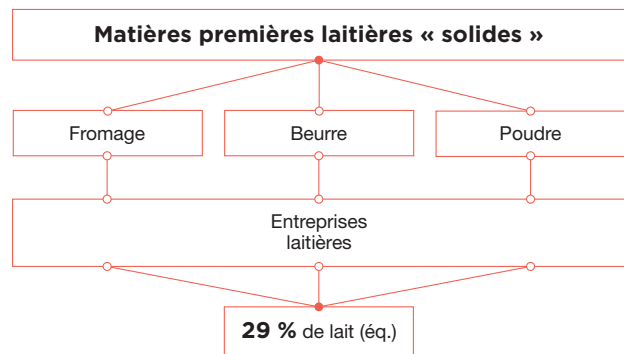 Matières premières laitières « solides »
Fromage
Beurre
Poudre
Entreprises
laitières
29 % de lait (éq.)